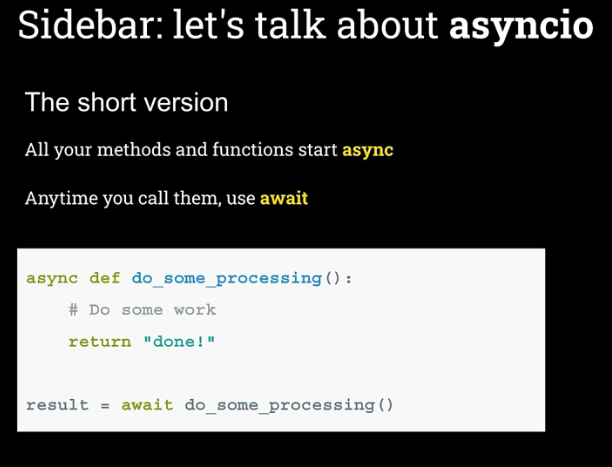 Sidebar: let's talk about asyncio
The short version
All your methods and functions start async
Anytime you call them, use await
async def do_some_processing():
    # Do some work
    return "done!"
result = await do_some_processing()